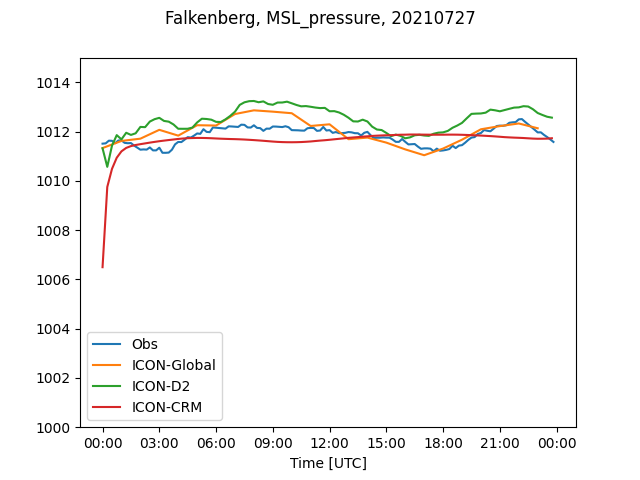 Falkenberg, MSL_pressure, 20210727
1014
1012
1010
1008
1006
1004
1002
1000
Obs
ICON-Global
ICON-D2
ICON-CRM
00:00 03:00 06:00 09:00 12:00 15:00 18:00 21:00 00:00
Time [UTC]